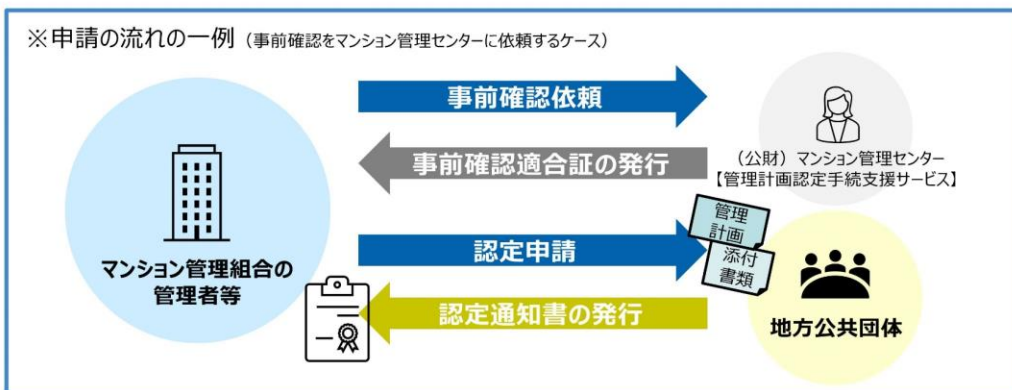 ※申請の流れの一例（事前確認をマンション管理センターに依頼するケース）
事前確認依頼
事前確認適合証の発行
（公財）マンション管理センター
【管理計画認定手続支援サービス】
マンション管理組合の
管理者等
認定申請
管理
計画
添付
書類
認定通知書の発行
地方公共団体